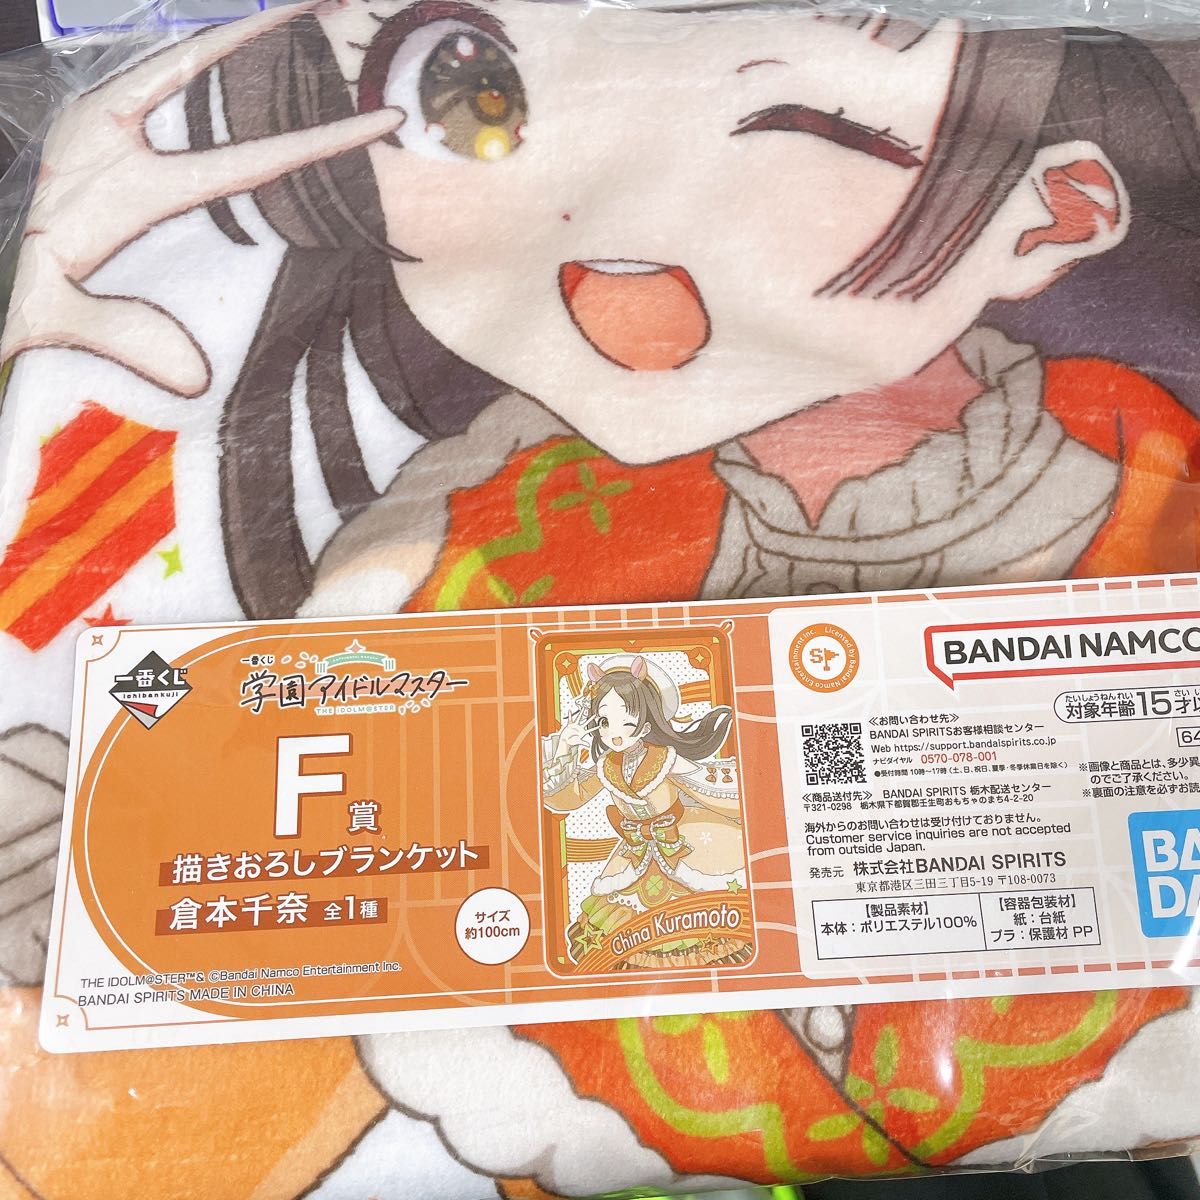 一番くじ
ichibankuji
一番くじ
学園アイドルマスター
THE IDOLM@STER
F賞
描きおろしブランケット
倉本千奈 全1種
サイズ
約100cm
THE IDOLM@STER™& ©Bandai Namco Entertainment Inc.
BANDAI SPIRITS MADE IN CHINA
China Kuramoto
Licensed by Bandai Namco Entertainment Inc.
BANDAI NAMCO
たいしょうねんれい
対象年齢15才以
≪お問い合わせ先≫
BANDAI SPIRITSお客様相談センター
Web https://support.bandaispirits.co.jp
ナビダイヤル 0570-078-001
●受付時間 10時〜17時(土、日、祝日、夏季・冬季休業日を除く)
≪商品送付先≫ BANDAI SPIRITS 栃木配送センター
〒321-0298 栃木県下都賀郡壬生町おもちゃのまち4-2-20
海外からのお問い合わせは受け付けておりません。
Customer service inquiries are not accepted
from outside Japan.
発売元 株式会社BANDAI SPIRITS
東京都港区三田三丁目5-19 〒108-0073
【製品素材】
本体：ポリエステル100%
【容器包装材】
紙：台紙
プラ：保護材 PP
64
※画像と商品とは、多少異
のでご了承ください。
※裏面の注意を必ずお読
BA
DA